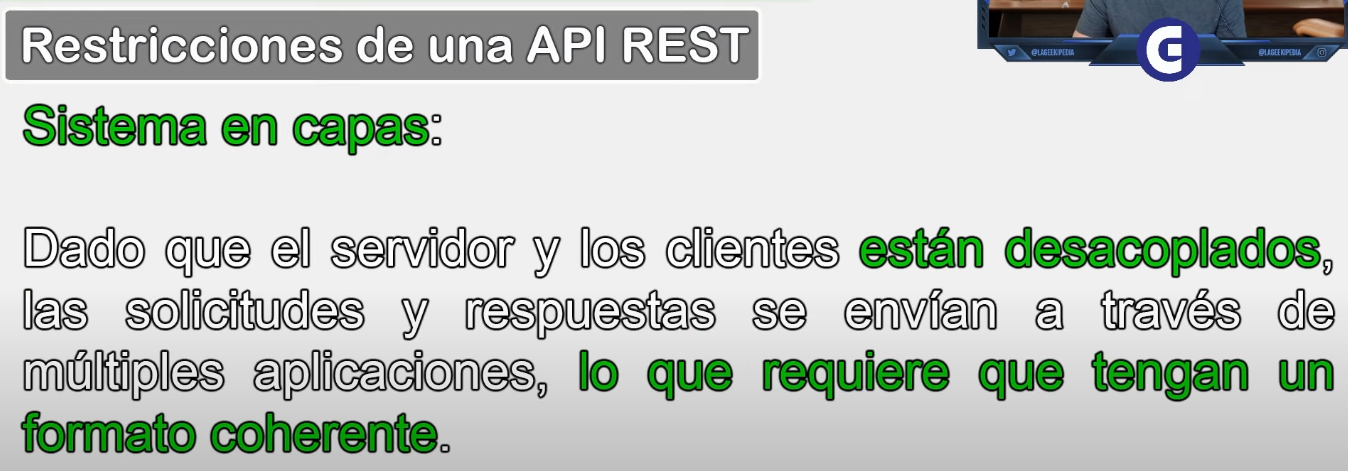 Restricciones de una API REST
@LAGEEKIPEDIA
@LAGEEKIPEDIA
Sistema en capas:
Dado que el servidor y los clientes están desacoplados,
las solicitudes y respuestas se envían a través de
múltiples aplicaciones, lo que requiere que tengan un
formato coherente.